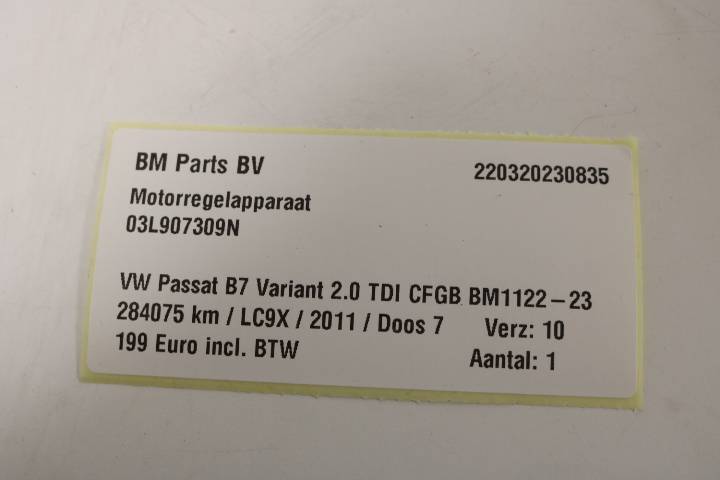 BM Parts BV 220320230835
Motorregelapparaat
03L907309N
VW Passat B7 Variant 2.0 TDI CFGB BM1122-23
284075 km / LC9X / 2011 / Doos 7 Verz: 10
199 Euro incl. BTW Aantal: 1